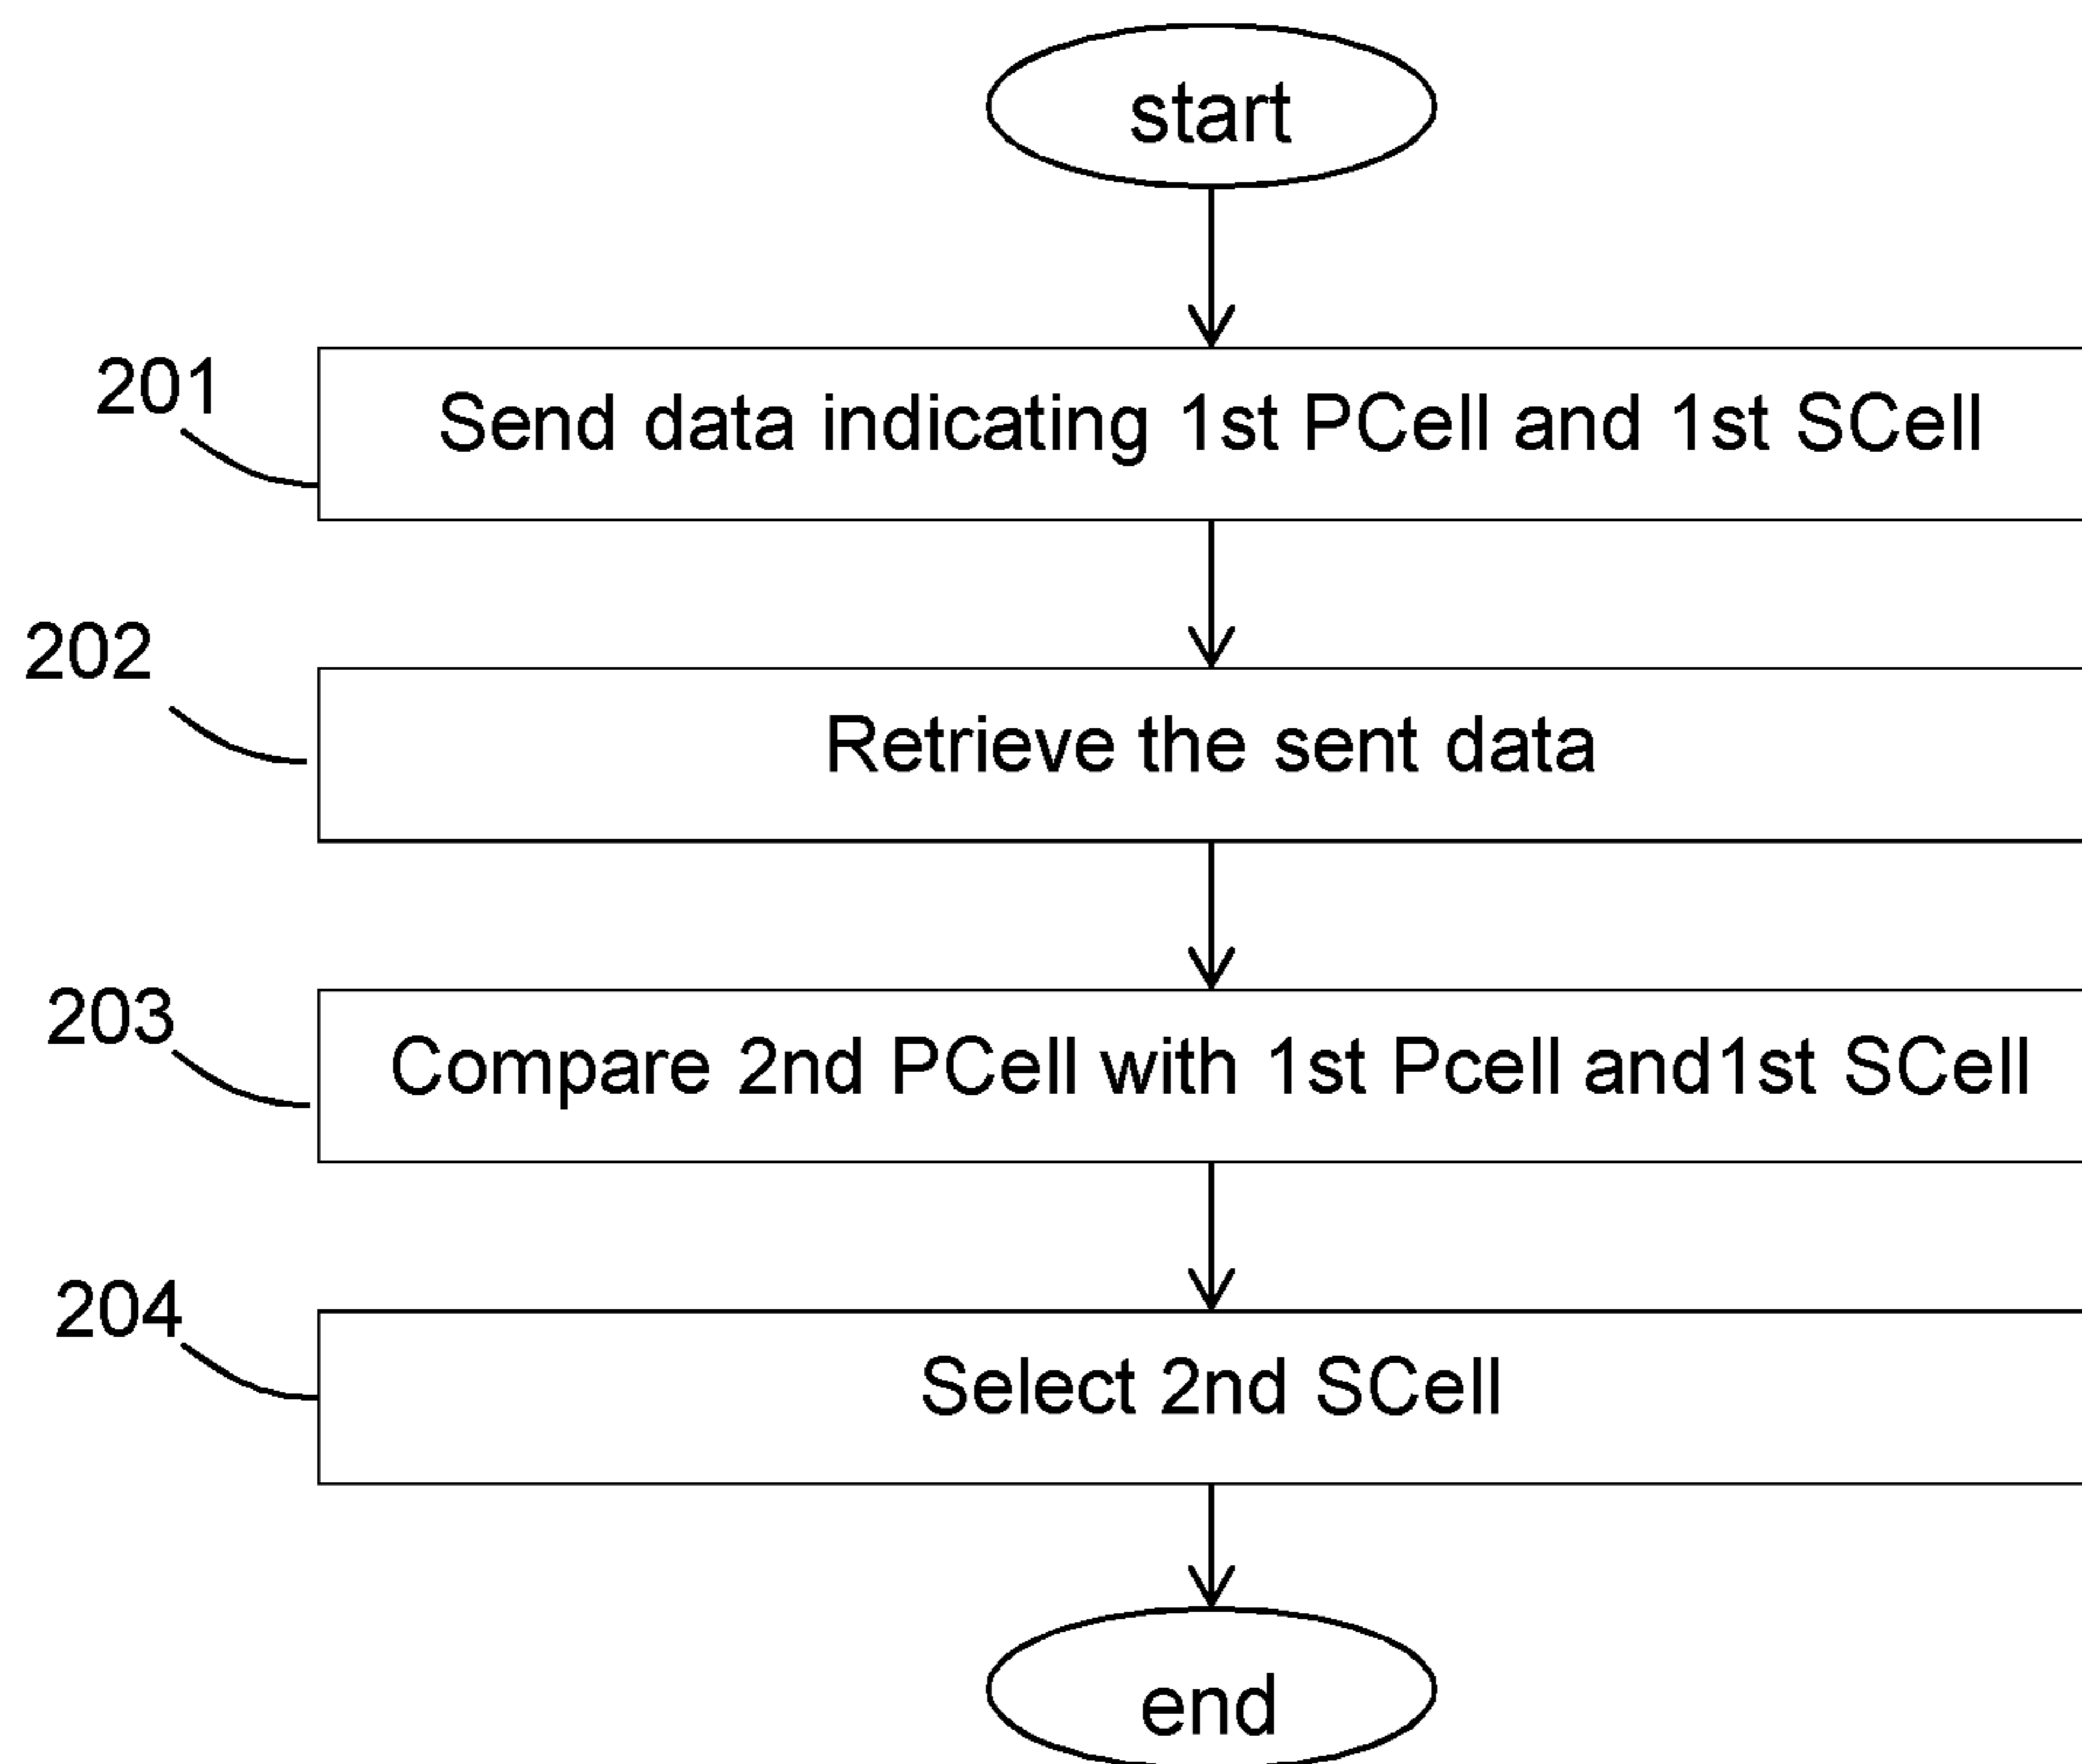 start
201
Send data indicating 1st PCell and 1st SCell
202
Retrieve the sent data
203
Compare 2nd PCell with 1st Pcell and1st SCell
204
Select 2nd SCell
end